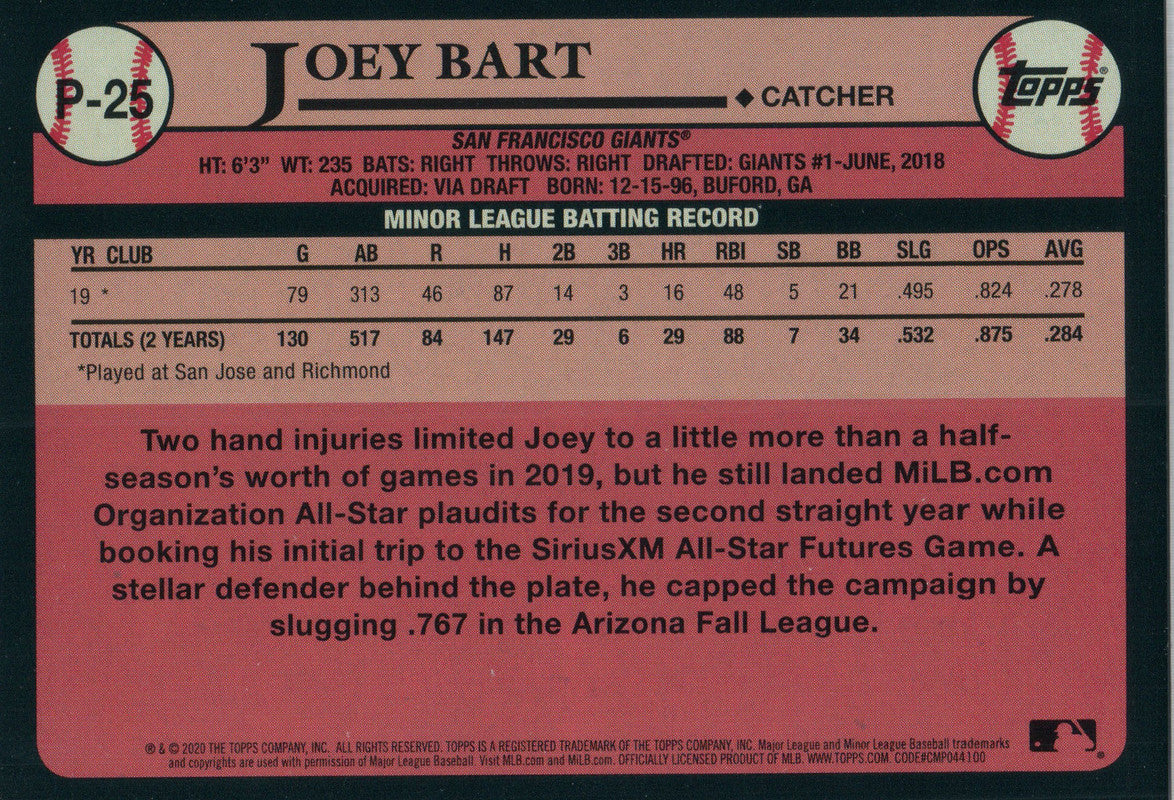 P-25
JOEY BART
◆ CATCHER
TOPPS®
SAN FRANCISCO GIANTS®
HT: 6'3" WT: 235 BATS: RIGHT THROWS: RIGHT DRAFTED: GIANTS #1-JUNE, 2018
ACQUIRED: VIA DRAFT BORN: 12-15-96, BUFORD, GA
MINOR LEAGUE BATTING RECORD
YR CLUB G AB R H 2B 3B HR RBI SB BB SLG OPS AVG
19 * 79 313 46 87 14 3 16 48 5 21 .495 .824 .278
TOTALS (2 YEARS) 130 517 84 147 29 6 29 88 7 34 .532 .875 .284
*Played at San Jose and Richmond
Two hand injuries limited Joey to a little more than a half-
season's worth of games in 2019, but he still landed MiLB.com
Organization All-Star plaudits for the second straight year while
booking his initial trip to the SiriusXM All-Star Futures Game. A
stellar defender behind the plate, he capped the campaign by
slugging .767 in the Arizona Fall League.
® & © 2020 THE TOPPS COMPANY, INC. ALL RIGHTS RESERVED. TOPPS IS A REGISTERED TRADEMARK OF THE TOPPS COMPANY, INC. Major League and Minor League Baseball trademarks
and copyrights are used with permission of Major League Baseball. Visit MLB.com and MiLB.com. OFFICIALLY LICENSED PRODUCT OF MLB. WWW.TOPPS.COM. CODE#CMP044100